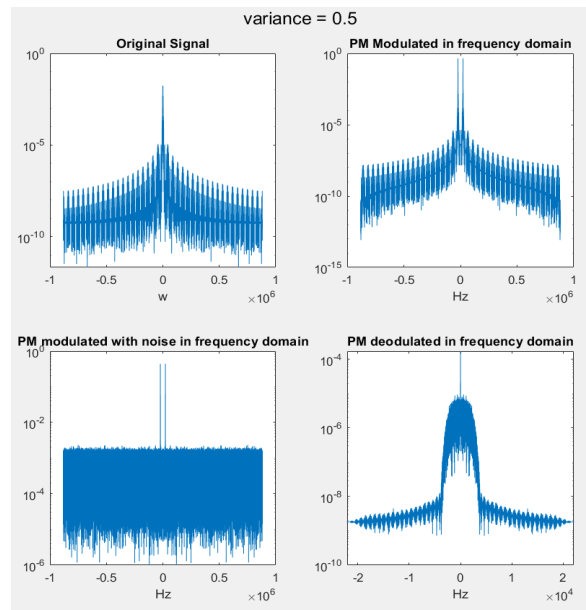 variance = 0.5
Original Signal
10^0
10^-5
10^-10
-1 -0.5 0 0.5 1
w
×10^6
PM Modulated in frequency domain
10^0
10^-5
10^-10
10^-15
-1 -0.5 0 0.5 1
Hz
×10^6
PM modulated with noise in frequency domain
10^0
10^-2
10^-4
10^-6
-1 -0.5 0 0.5 1
Hz
×10^6
PM deodulated in frequency domain
10^-4
10^-6
10^-8
10^-10
-2 -1 0 1 2
Hz
×10^4